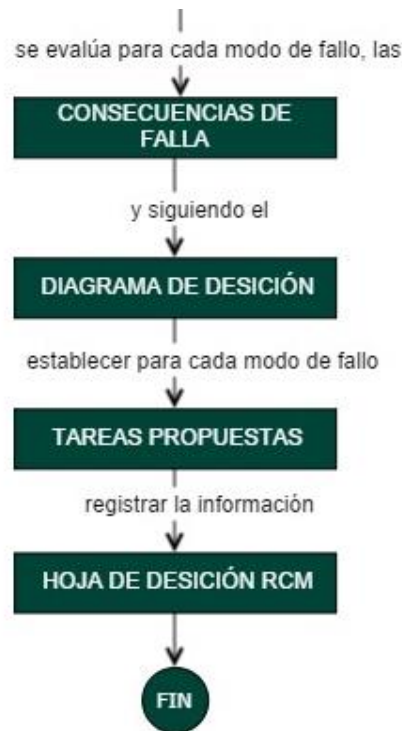 se evalúa para cada modo de fallo, las
CONSECUENCIAS DE
FALLA
y siguiendo el
DIAGRAMA DE DESICIÓN
establecer para cada modo de fallo
TAREAS PROPUESTAS
registrar la información
HOJA DE DESICIÓN RCM
FIN